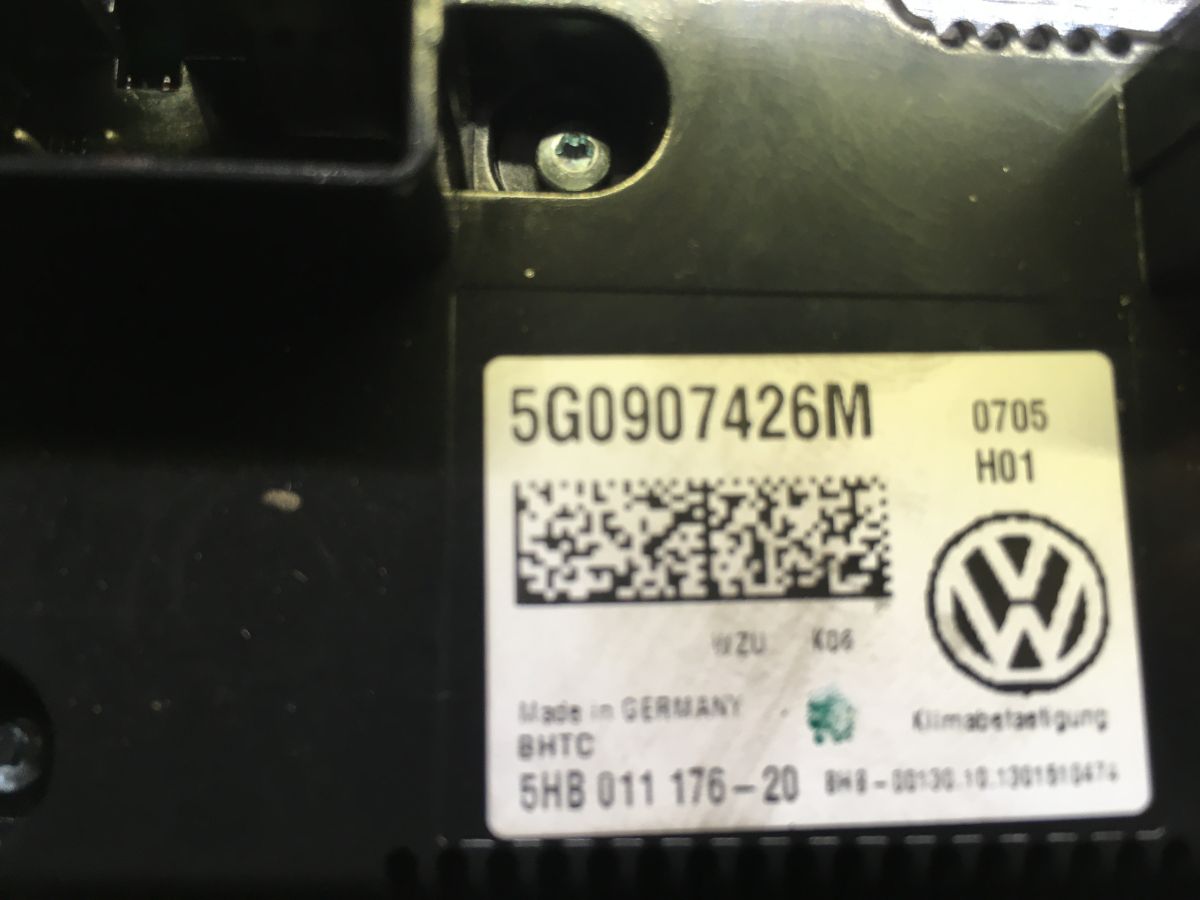 5G0907426M
0705
H01
WZU K06
Made in GERMANY
BHTC
Klimabetaetigung
5HB 011 176-20